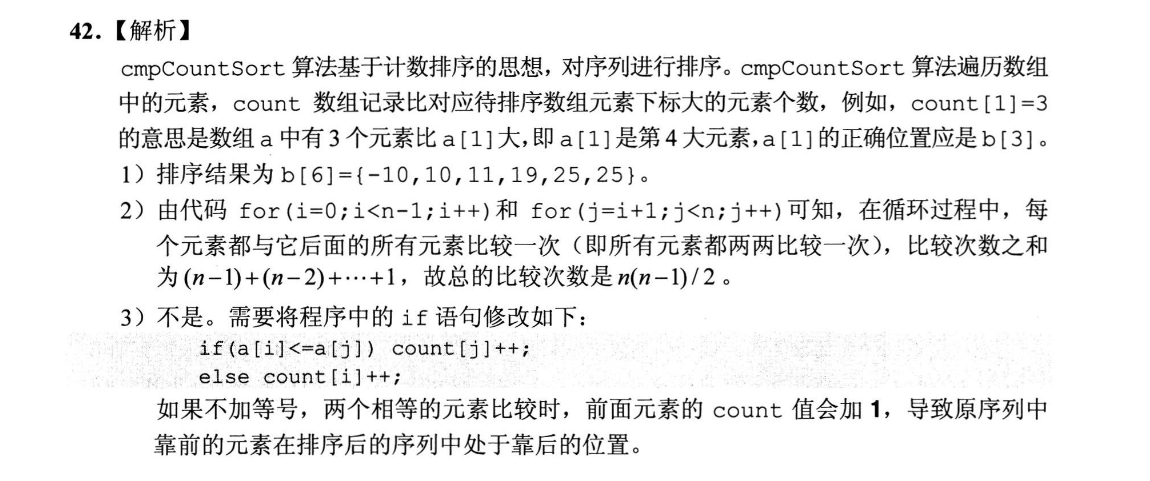 42.【解析】
cmpCountSort 算法基于计数排序的思想，对序列进行排序。cmpCountSort 算法遍历数组
中的元素，count 数组记录比对应待排序数组元素下标大的元素个数，例如，count[1]=3
的意思是数组 a 中有 3 个元素比 a[1]大，即 a[1]是第 4 大元素，a[1]的正确位置应是 b[3]。
1）排序结果为 b[6]={-10,10,11,19,25,25}。
2）由代码 for(i=0;i<n-1;i++)和 for(j=i+1;j<n;j++)可知，在循环过程中，每
个元素都与它后面的所有元素比较一次（即所有元素都两两比较一次），比较次数之和
为(n−1)+(n−2)+⋯+1，故总的比较次数是 n(n−1)/2。
3）不是。需要将程序中的 if 语句修改如下：
if(a[i]<=a[j]) count[j]++;
else count[i]++;
如果不加等号，两个相等的元素比较时，前面元素的 count 值会加 1，导致原序列中
靠前的元素在排序后的序列中处于靠后的位置。